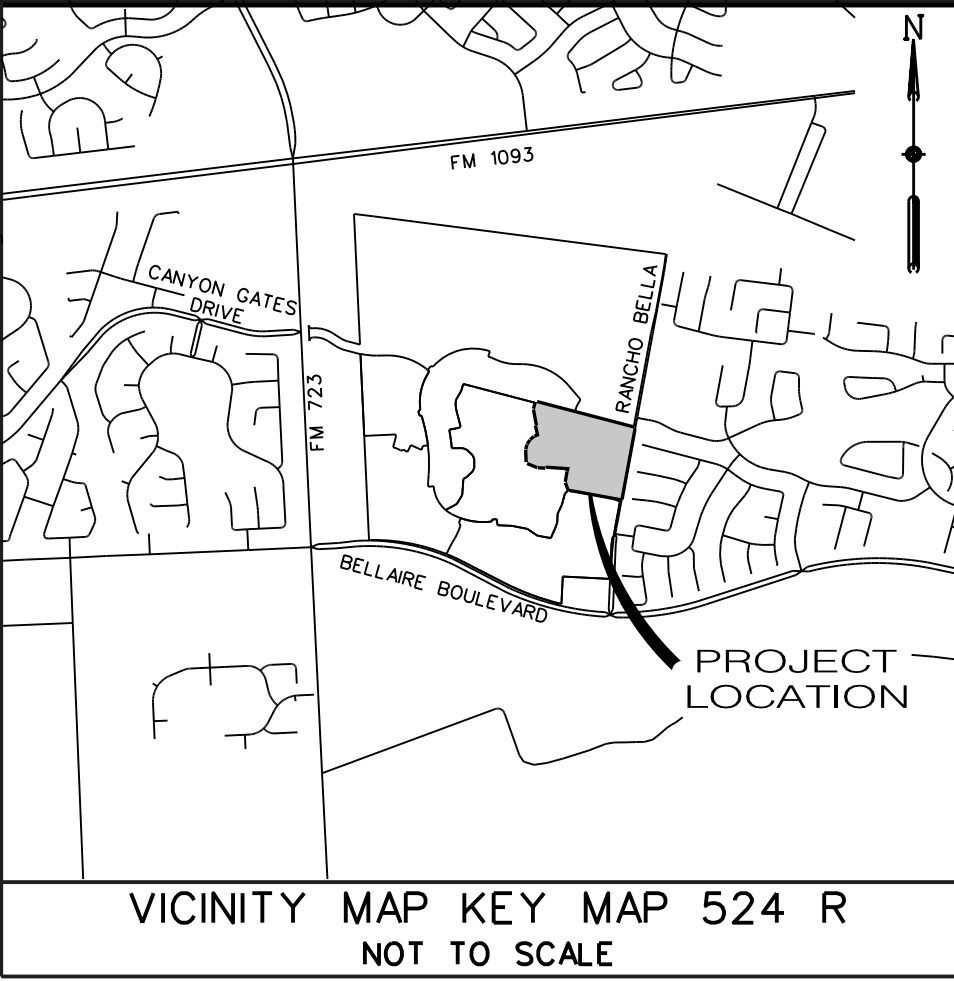 N
FM 1093
CANYON GATES
DRIVE
RANCHO BELLA
FM 723
BELLAIRE BOULEVARD
PROJECT
LOCATION
VICINITY MAP KEY MAP 524 R
NOT TO SCALE